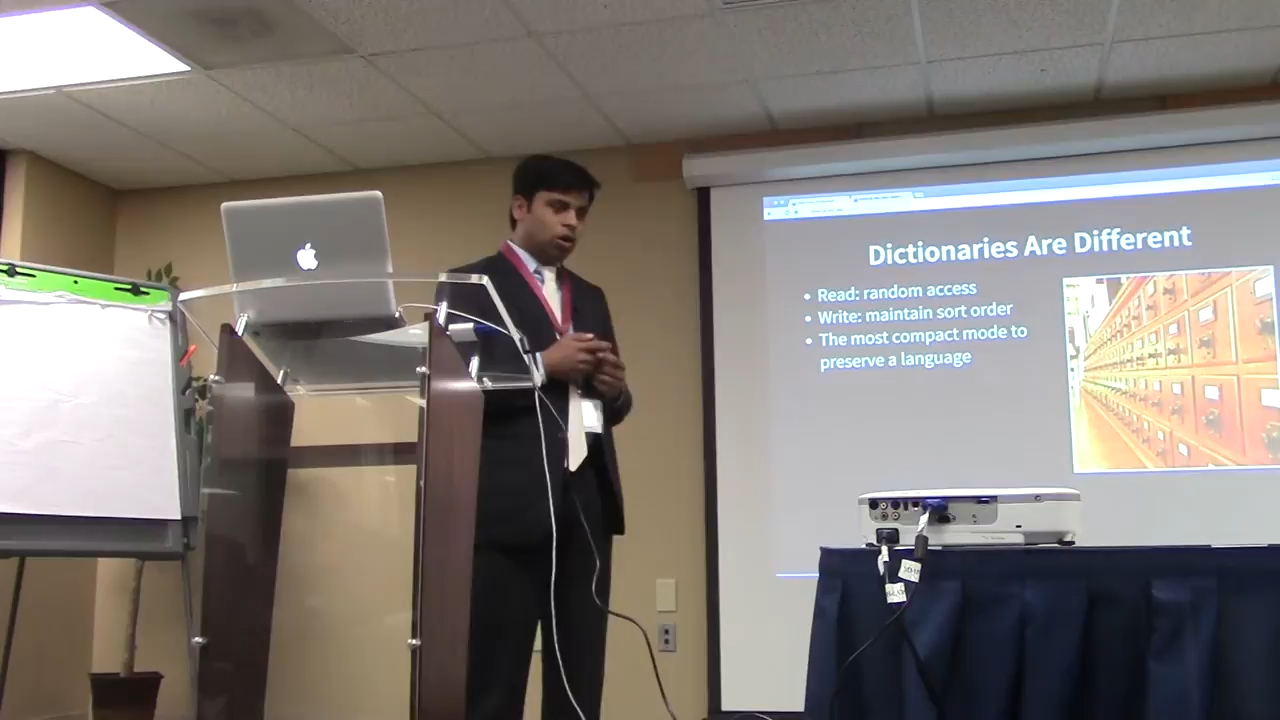 Dictionaries Are Different
• Read: random access
• Write: maintain sort order
• The most compact mode to
preserve a language